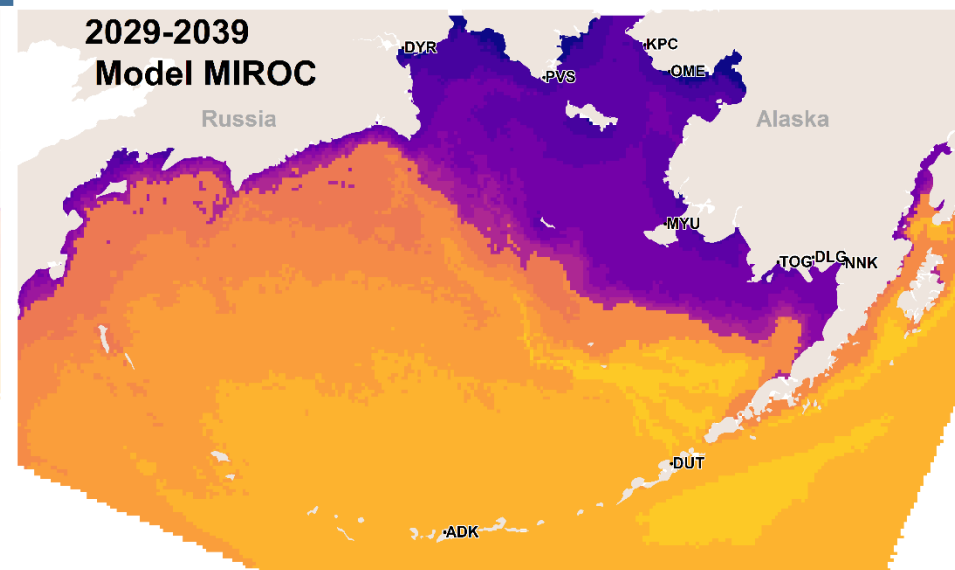 2029-2039
Model MIROC
DYR
KPC
PVS
OME
Russia
Alaska
MYU
TOG
DLG
NNK
DUT
ADK